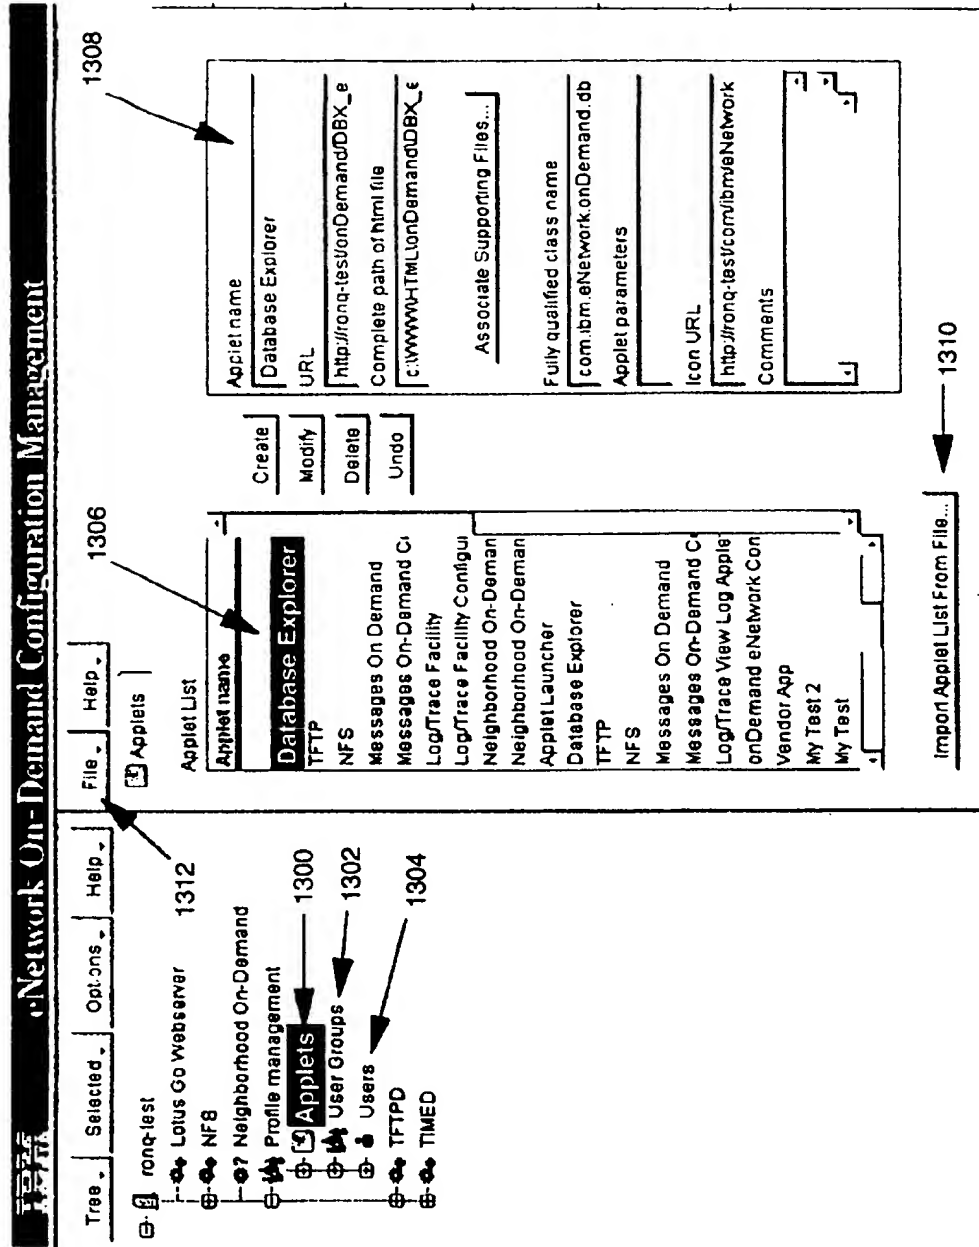 IBM
eNetwork On-Demand Configuration Management
Tree Selected Options Help
ronq-test
Lotus Go Webserver
NFS
? Neighborhood On-Demand
Profile management
Applets
User Groups
Users
TFTPD
TIMED
1312
1300
1302
1304
File Help
Applets
1306
Applet List
Applet name
Database Explorer
TFTP
NFS
Messages On Demand
Messages On-Demand Co
Log/Trace Facility
Log/Trace Facility Configur
Neighborhood On-Deman
Neighborhood On-Deman
Applet Launcher
Database Explorer
TFTP
NFS
Messages On Demand
Messages On-Demand Co
Log/Trace View Log Applet
onDemand eNetwork Con
Vendor App
My Test 2
My Test
Import Applet List From File...
1310
Create
Modify
Delete
Undo
1308
Applet name
Database Explorer
URL
http://ronq-test/onDemand/DBX_e
Complete path of html file
c:\WWW\HTML\onDemand\DBX_e
Associate Supporting Files...
Fully qualified class name
com.ibm.eNetwork.onDemand.db
Applet parameters
Icon URL
http://ronq-test/com/ibm/eNetwork
Comments